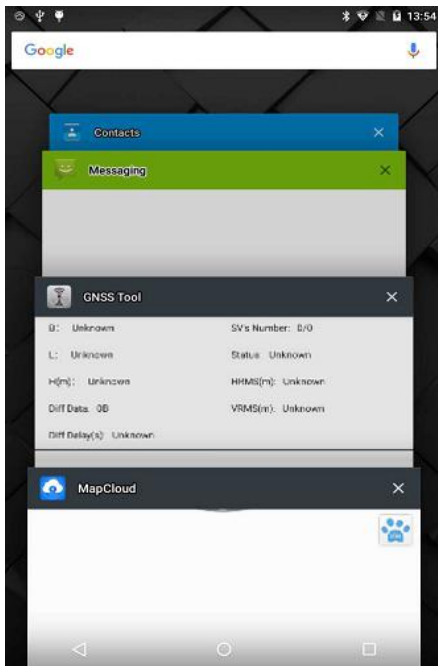 13:54
Google
Contacts
Messaging
GNSS Tool
B: Unknown SV's Number: 0/0
L: Unknown Status: Unknown
H(m): Unknown HRMS(m): Unknown
Diff Data: 0B VRMS(m): Unknown
Diff Delay(s): Unknown
MapCloud